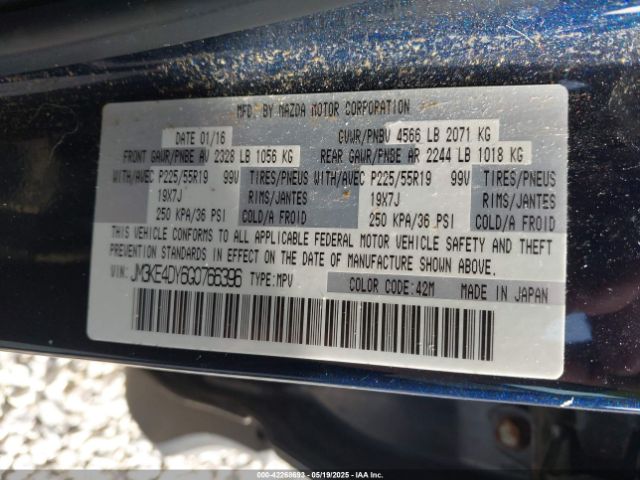 MFD. BY MAZDA MOTOR CORPORATION
DATE 01/16 GVWR/PNBV 4566 LB 2071 KG
FRONT GAWR/PNBE AV 2328 LB 1056 KG REAR GAWR/PNBE AR 2244 LB 1018 KG
WITH/AVEC P225/55R19 99V TIRES/PNEUS WITH/AVEC P225/55R19 99V TIRES/PNEUS
19X7J RIMS/JANTES 19X7J RIMS/JANTES
250 KPA/36 PSI COLD/A FROID 250 KPA/36 PSI COLD/A FROID
THIS VEHICLE CONFORMS TO ALL APPLICABLE FEDERAL MOTOR VEHICLE SAFETY AND THEFT
PREVENTION STANDARDS IN EFFECT ON THE DATE OF MANUFACTURE SHOWN ABOVE.
VIN: JM3KE4DY6G0766396 TYPE: MPV COLOR CODE:42M MADE IN JAPAN
000-42268693 - 05/19/2025 - IAA Inc.